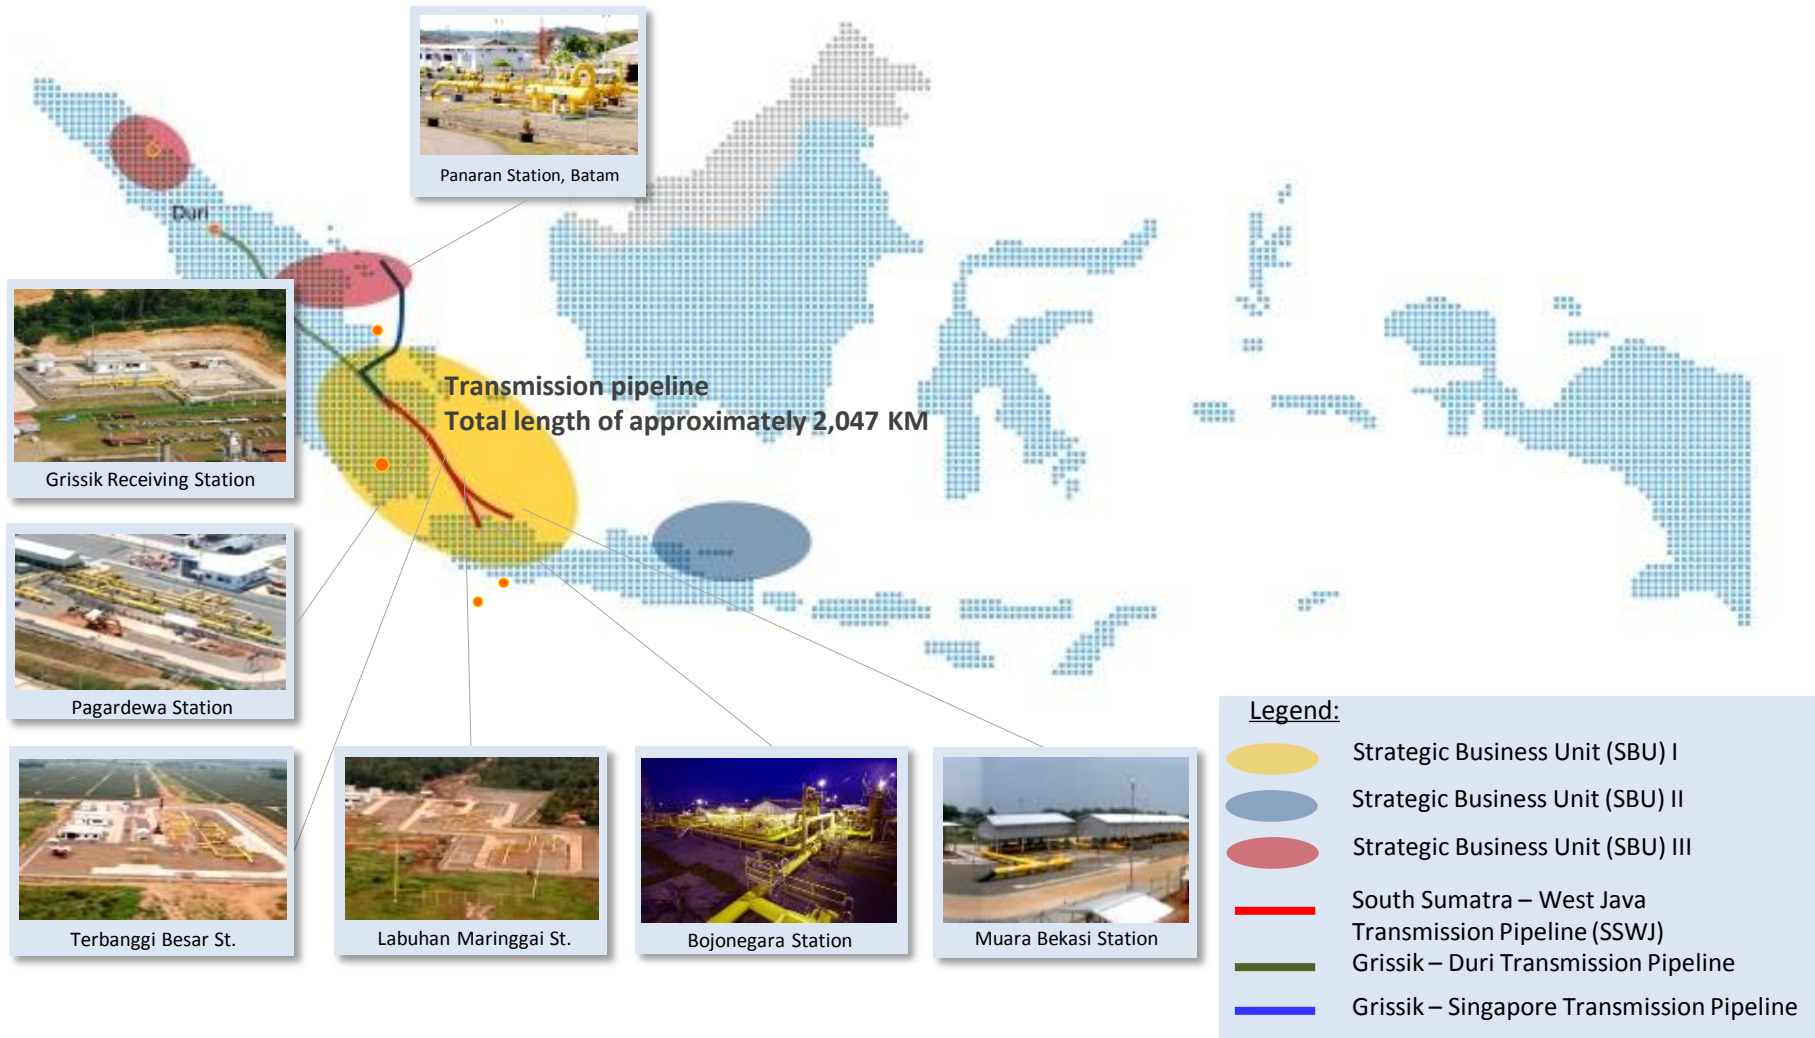 Panaran Station, Batam
Duri
Grissik Receiving Station
Transmission pipeline
Total length of approximately 2,047 KM
Pagardewa Station
Terbanggi Besar St.
Labuhan Maringgai St.
Bojonegara Station
Muara Bekasi Station
Legend:
Strategic Business Unit (SBU) I
Strategic Business Unit (SBU) II
Strategic Business Unit (SBU) III
South Sumatra – West Java
Transmission Pipeline (SSWJ)
Grissik – Duri Transmission Pipeline
Grissik – Singapore Transmission Pipeline